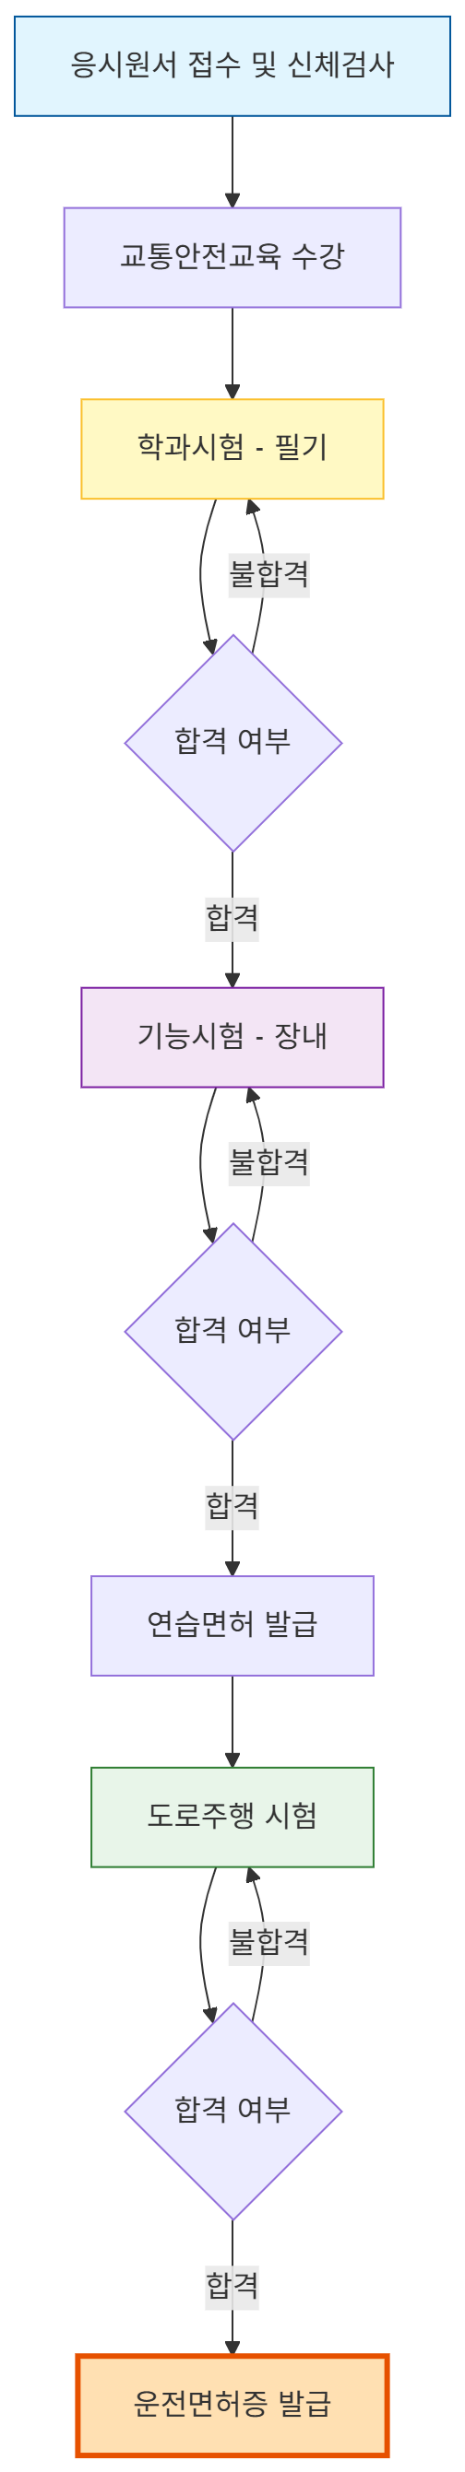 응시원서 접수 및 신체검사
교통안전교육 수강
학과시험 - 필기
불합격
합격 여부
합격
기능시험 - 장내
불합격
합격 여부
합격
연습면허 발급
도로주행 시험
불합격
합격 여부
합격
운전면허증 발급